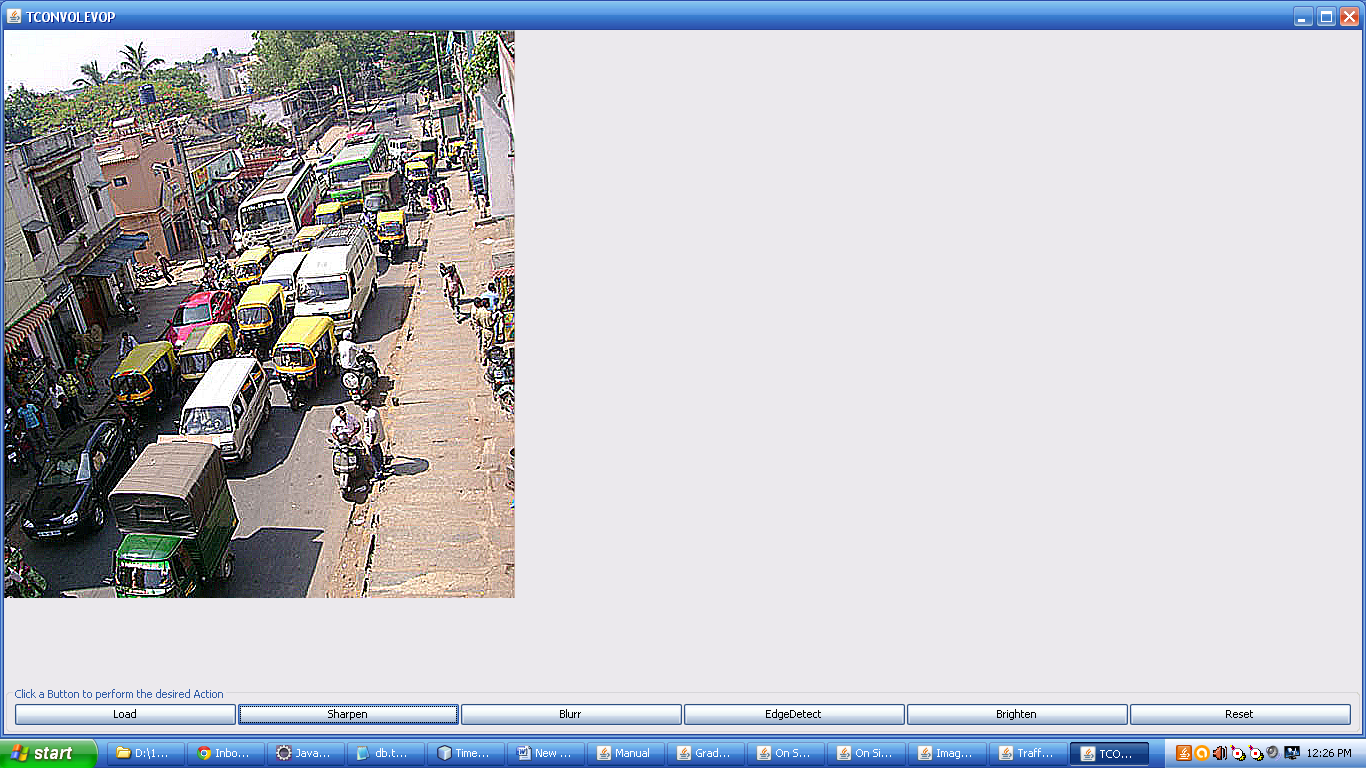 TCONVOLEVOP
Click a Button to perform the desired Action
Load Sharpen Blurr EdgeDetect Brighten Reset
start D:\1... Inbo... Java... db.t... Time... New ... Manual Grad... On S... On Si... Imag... Traff... TCO... 12:26 PM